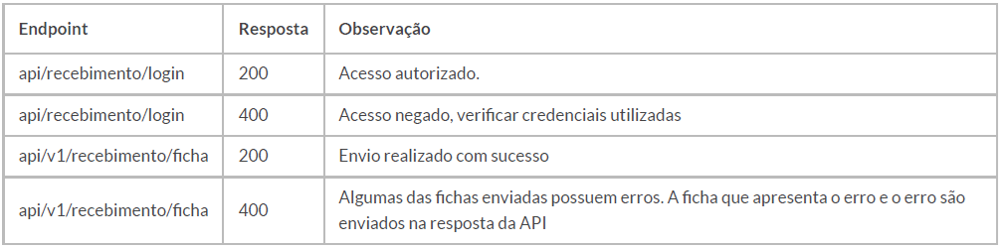 Endpoint Resposta Observação
api/recebimento/login 200 Acesso autorizado.
api/recebimento/login 400 Acesso negado, verificar credenciais utilizadas
api/v1/recebimento/ficha 200 Envio realizado com sucesso
api/v1/recebimento/ficha 400 Algumas das fichas enviadas possuem erros. A ficha que apresenta o erro e o erro são
enviados na resposta da API